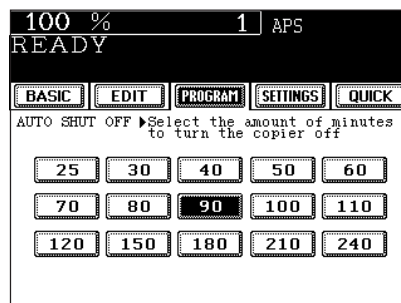 100 % 1 APS
READY
BASIC EDIT PROGRAM SETTINGS QUICK
AUTO SHUT OFF ▶Select the amount of minutes
to turn the copier off
25 30 40 50 60
70 80 90 100 110
120 150 180 210 240